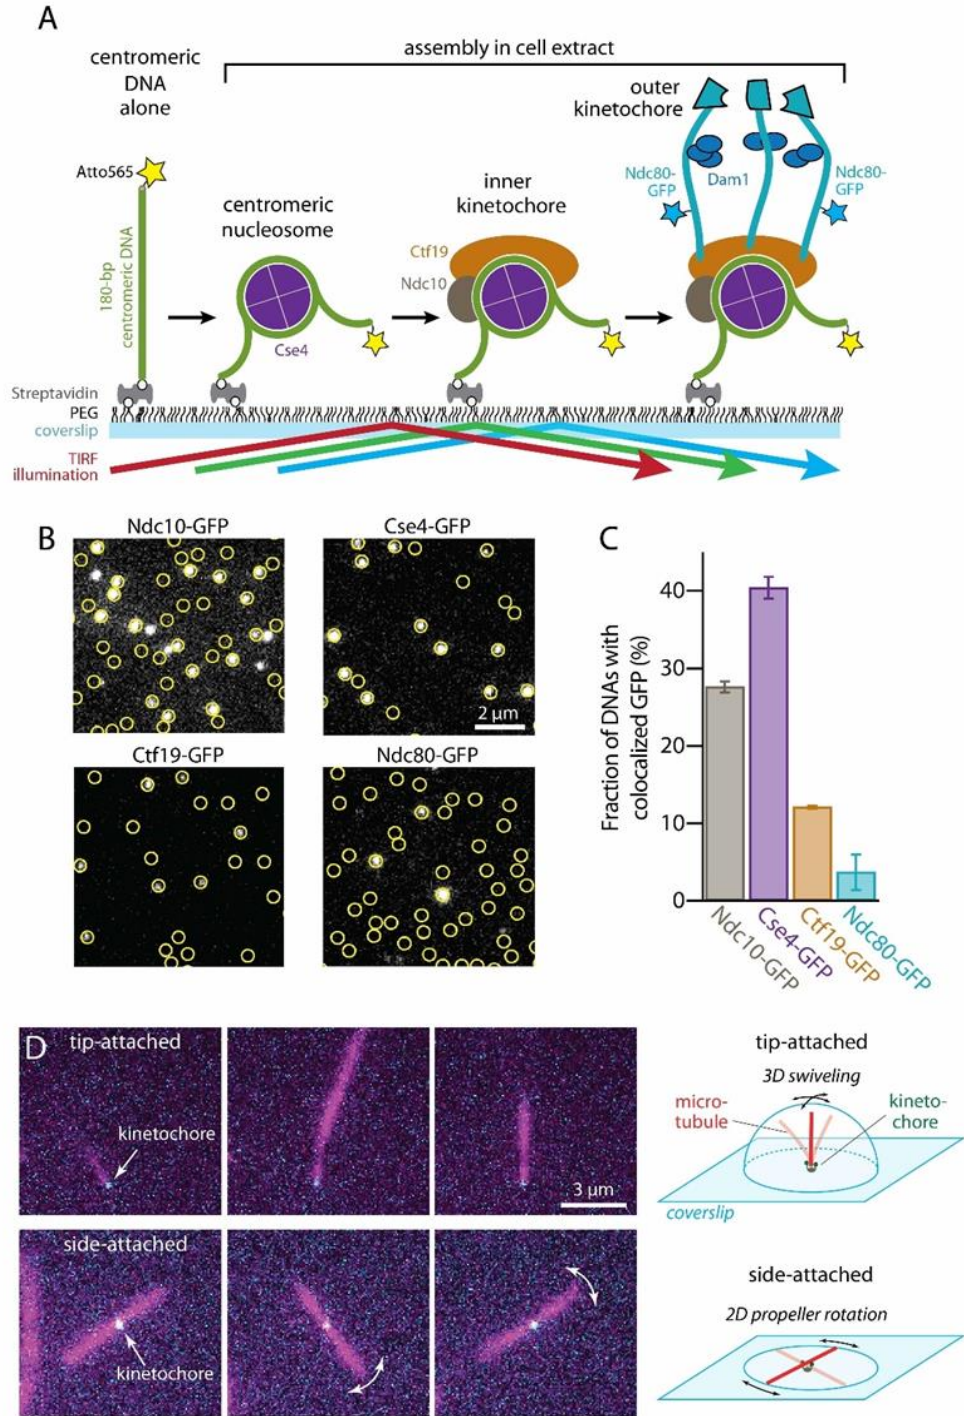 A
assembly in cell extract
centromeric
DNA
alone
outer
kinetochore
Atto565
Ndc80-
GFP
Dam1
Ndc80-
GFP
inner
kinetochore
centromeric
nucleosome
180-bp
centromeric DNA
Ctf19
Ndc10
Cse4
Streptavidin
PEG
coverslip
TIRF
illumination
B
Ndc10-GFP
Cse4-GFP
2 µm
Ctf19-GFP
Ndc80-GFP
C
Fraction of DNAs with
colocalized GFP (%)
40
30
20
10
0
Ndc10-GFP
Cse4-GFP
Ctf19-GFP
Ndc80-GFP
D
tip-attached
kinetochore
3 µm
tip-attached
3D swiveling
micro-
tubule
kineto-
chore
coverslip
side-attached
kinetochore
side-attached
2D propeller rotation